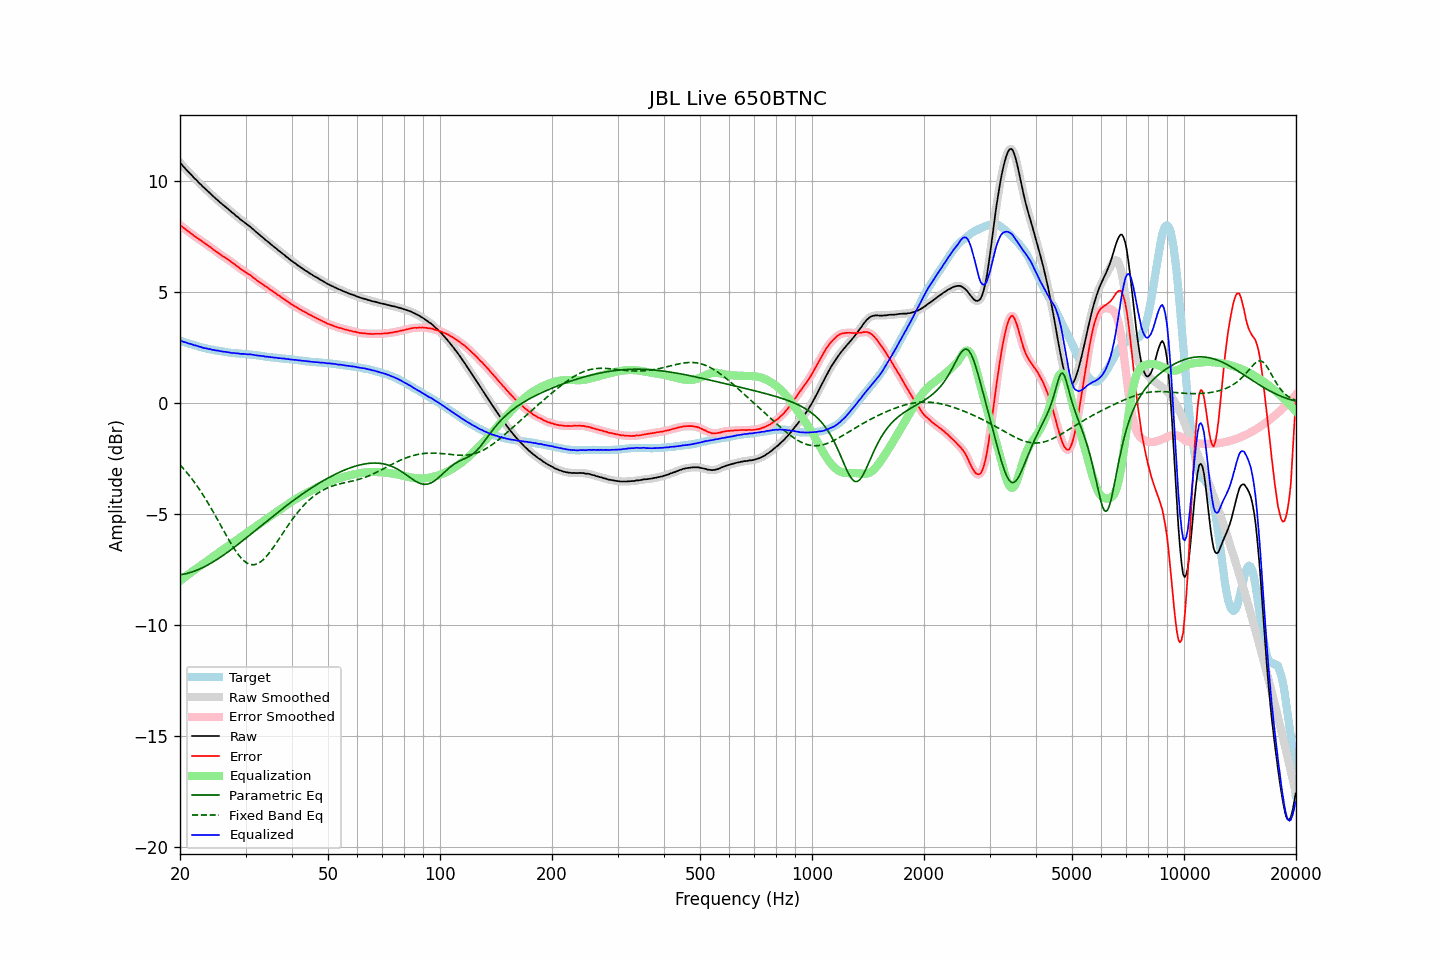 JBL Live 650BTNC
Amplitude (dBr)
10
5
0
−5
−10
−15
−20
Target
Raw Smoothed
Error Smoothed
Raw
Error
Equalization
Parametric Eq
Fixed Band Eq
Equalized
20 50 100 200 500 1000 2000 5000 10000 20000
Frequency (Hz)